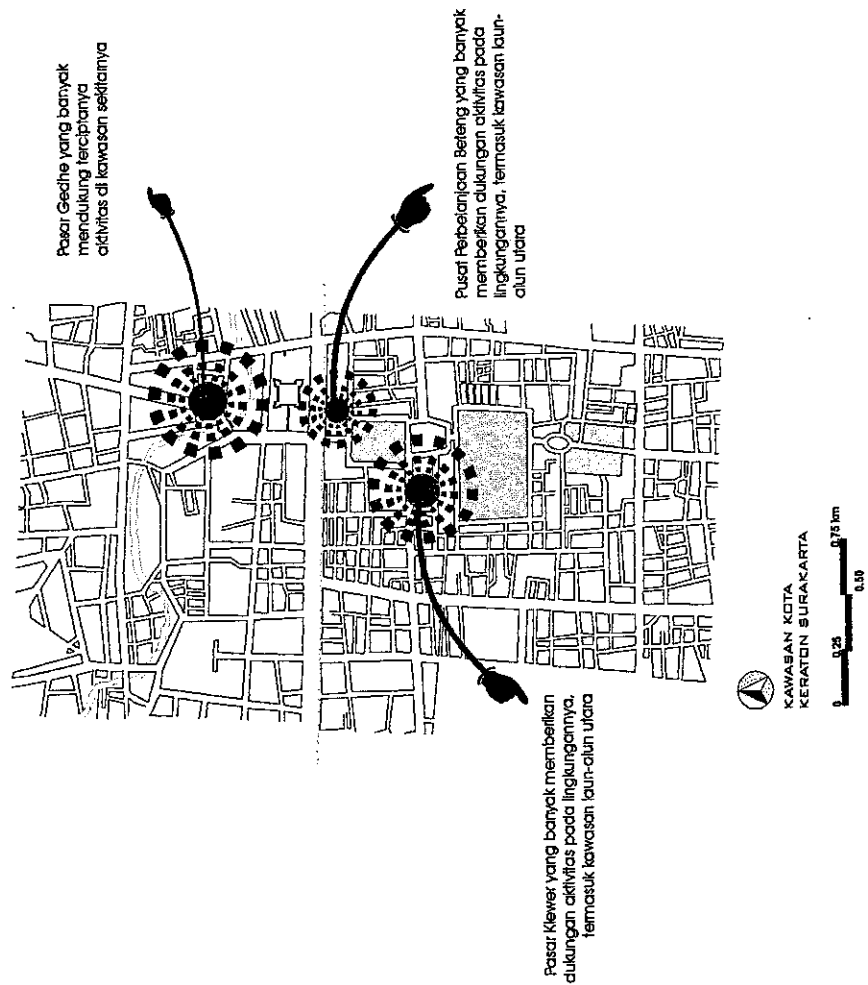 Pasar Gedhe yang banyak
mendukung terciptanya
aktivitas di kawasan sekitarnya
Pusat Perbelanjaan Beteng yang banyak
memberikan dukungan aktivitas pada
lingkungannya, termasuk kawasan laun-
alun utara
Pasar Klewer yang banyak memberikan
dukungan aktivitas pada lingkungannya,
termasuk kawasan laun-alun utara
KAWASAN KOTA
KERATON SURAKARTA
0 0.25 0.50 0.75 km